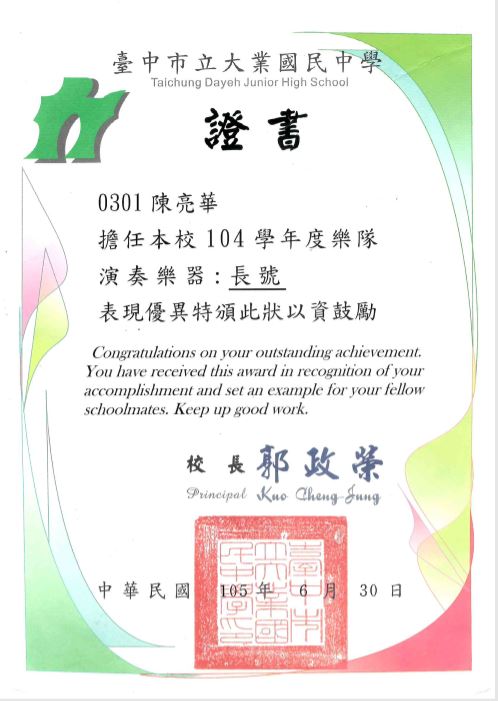 臺中市立大業國民中學
Taichung Dayeh Junior High School
證書
0301 陳亮華
擔任本校 104 學年度樂隊
演奏樂器：長號
表現優異特頒此狀以資鼓勵
Congratulations on your outstanding achievement.
You have received this award in recognition of your
accomplishment and set an example for your fellow
schoolmates. Keep up good work.
校長 郭政榮
Principal Kuo Cheng-Jung
中華民國 105 年 6 月 30 日
臺中市
立大業國
民中學印